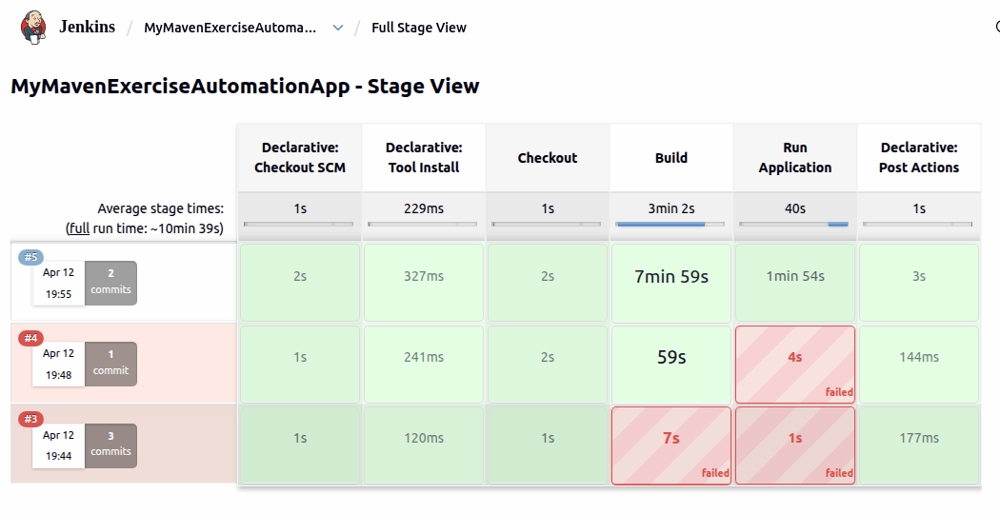 Jenkins / MyMavenExerciseAutoma... / Full Stage View
MyMavenExerciseAutomationApp - Stage View
Declarative: Checkout SCM
Declarative: Tool Install
Checkout
Build
Run Application
Declarative: Post Actions
Average stage times:
(full run time: ~10min 39s)
1s 229ms 1s 3min 2s 40s 1s
#5
Apr 12
19:55
2
commits
2s 327ms 2s 7min 59s 1min 54s 3s
#4
Apr 12
19:48
1
commit
1s 241ms 2s 59s 4s 144ms
failed
#3
Apr 12
19:44
3
commits
1s 120ms 1s 7s 1s 177ms
failed failed